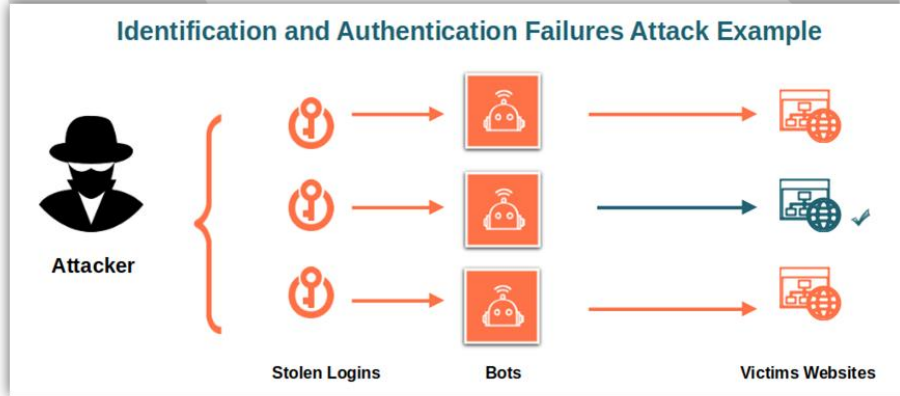 Identification and Authentication Failures Attack Example
Attacker
Stolen Logins
Bots
Victims Websites